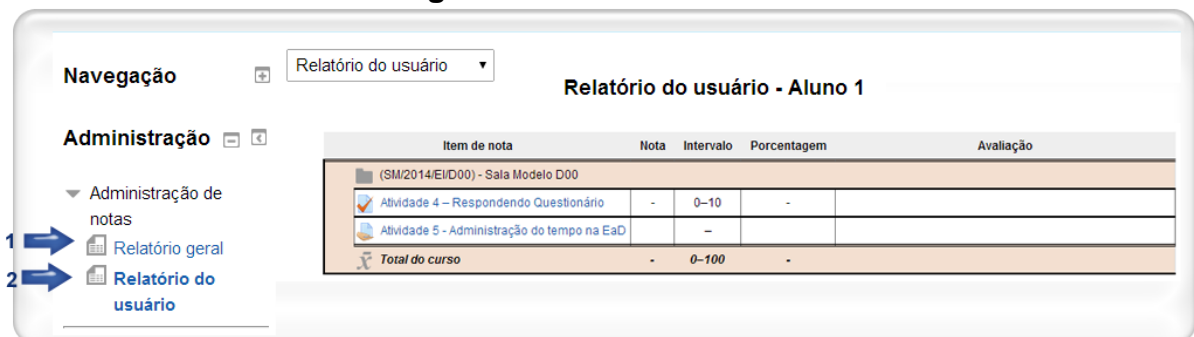 Navegação
Relatório do usuário
Relatório do usuário - Aluno 1
Administração
Administração de
notas
1
Relatório geral
2
Relatório do
usuário
Item de nota Nota Intervalo Porcentagem Avaliação
(SM/2014/EI/D00) - Sala Modelo D00
Atividade 4 – Respondendo Questionário - 0–10 -
Atividade 5 - Administração do tempo na EaD –
x̄ Total do curso - 0–100 -